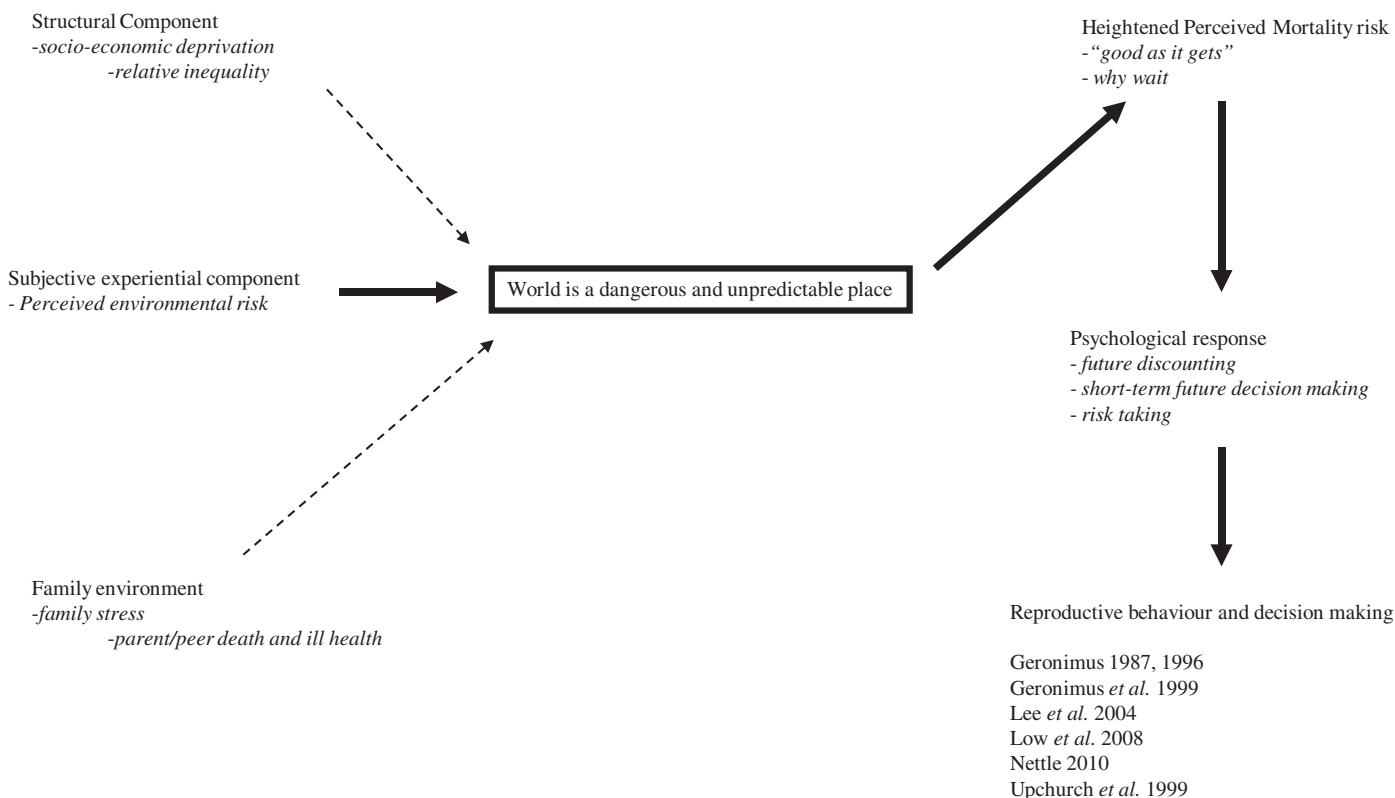 Structural Component
-socio-economic deprivation
-relative inequality
Subjective experiential component
- Perceived environmental risk
Family environment
-family stress
-parent/peer death and ill health
World is a dangerous and unpredictable place
Heightened Perceived Mortality risk
-“good as it gets”
- why wait
Psychological response
- future discounting
- short-term future decision making
- risk taking
Reproductive behaviour and decision making
Geronimus 1987, 1996
Geronimus et al. 1999
Lee et al. 2004
Low et al. 2008
Nettle 2010
Upchurch et al. 1999